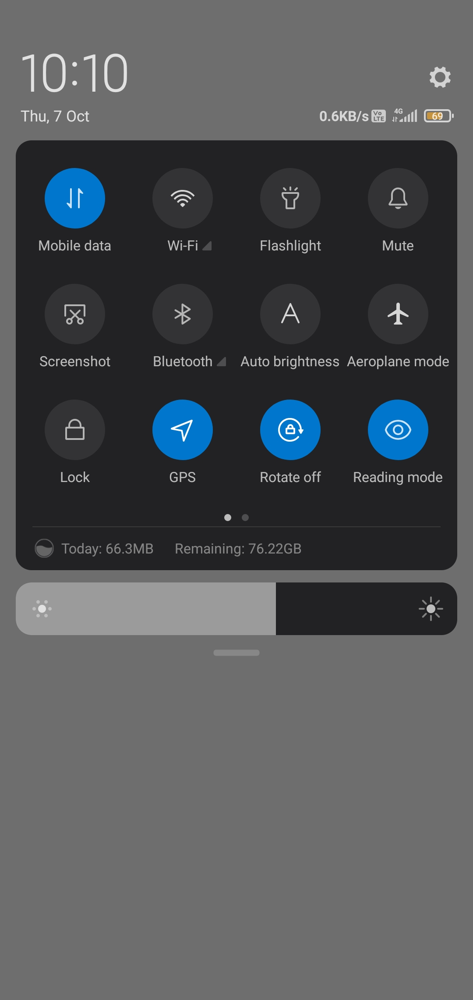 10:10
Thu, 7 Oct
0.6KB/s Vo LTE 4G 69
Mobile data Wi-Fi Flashlight Mute
Screenshot Bluetooth Auto brightness Aeroplane mode
Lock GPS Rotate off Reading mode
Today: 66.3MB Remaining: 76.22GB